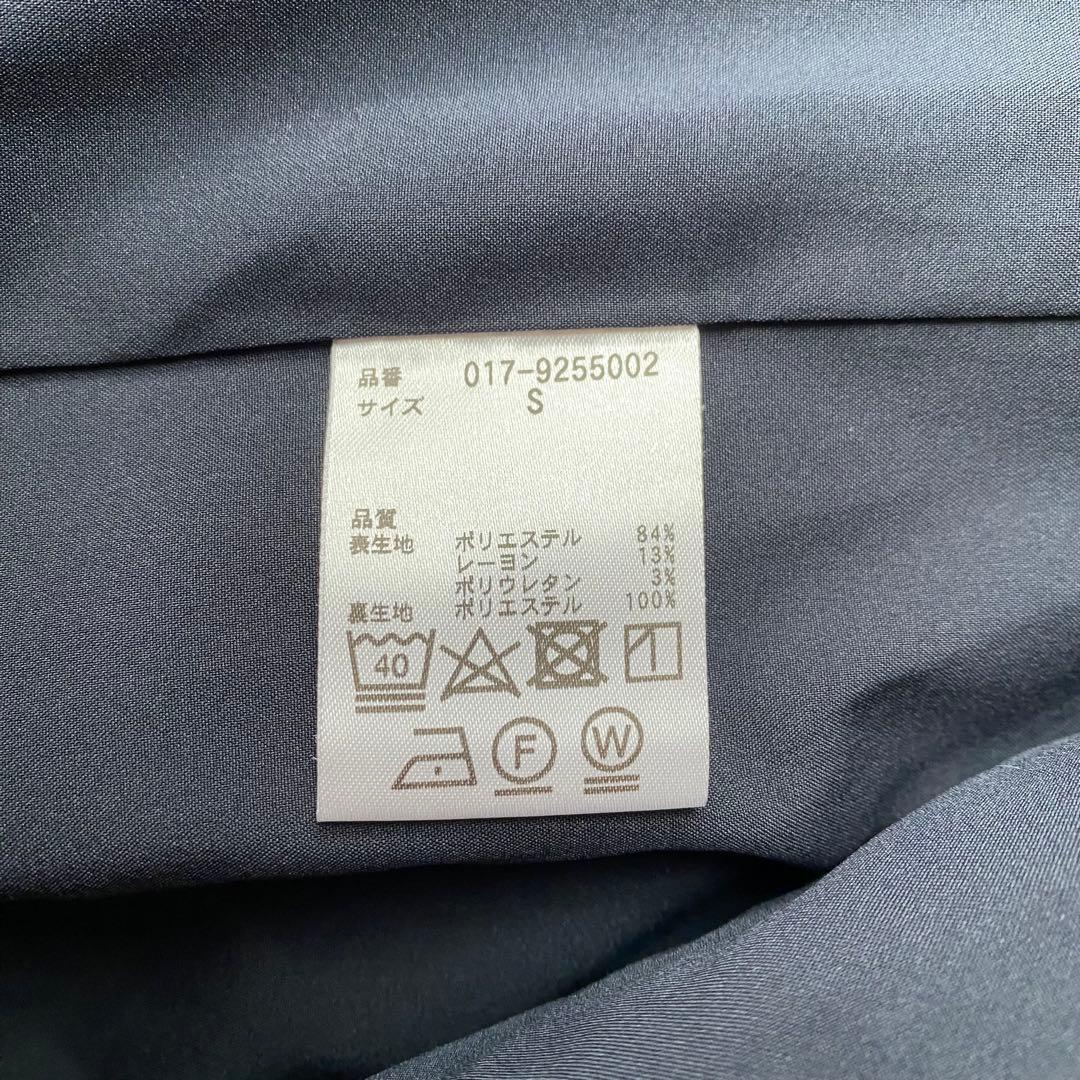 品番 017-9255002
サイズ S
品質
表生地 ポリエステル 84%
レーヨン 13%
ポリウレタン 3%
裏生地 ポリエステル 100%
40
F W